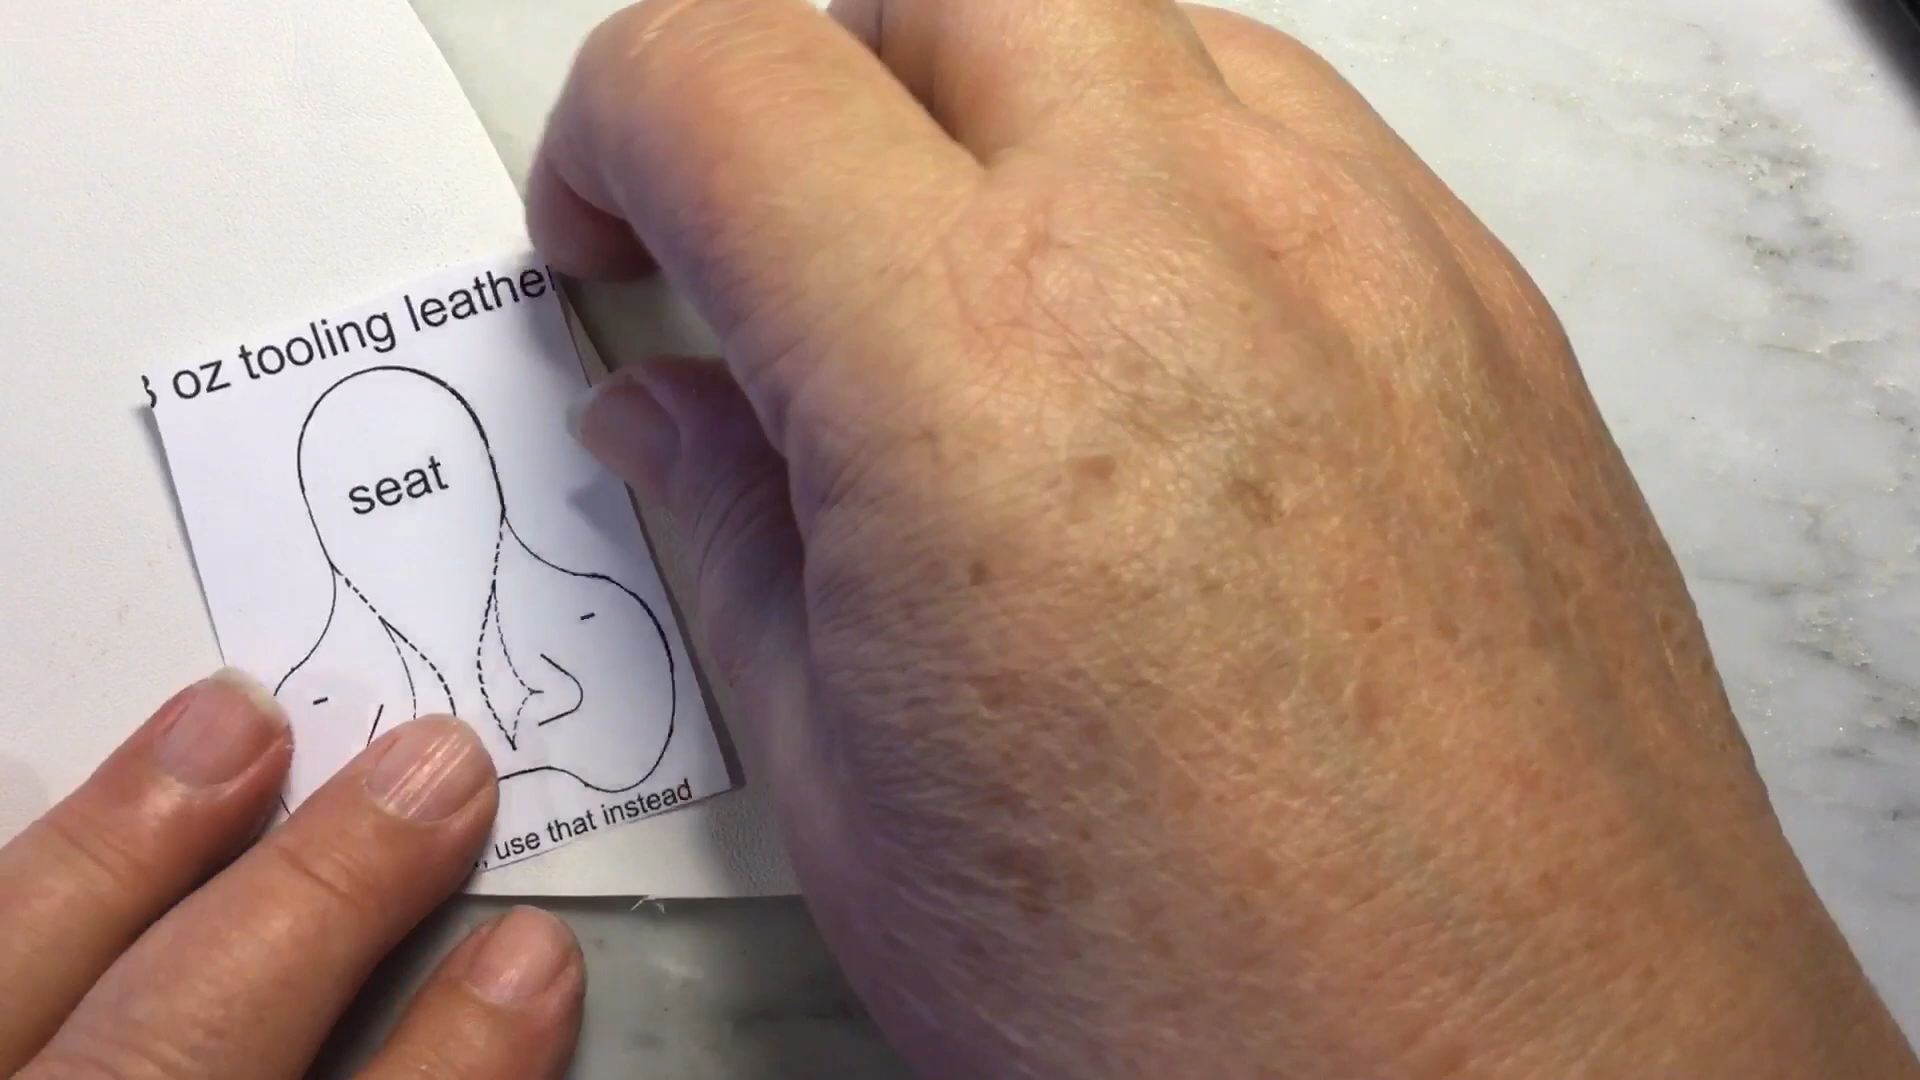 oz tooling leather
seat
, use that instead